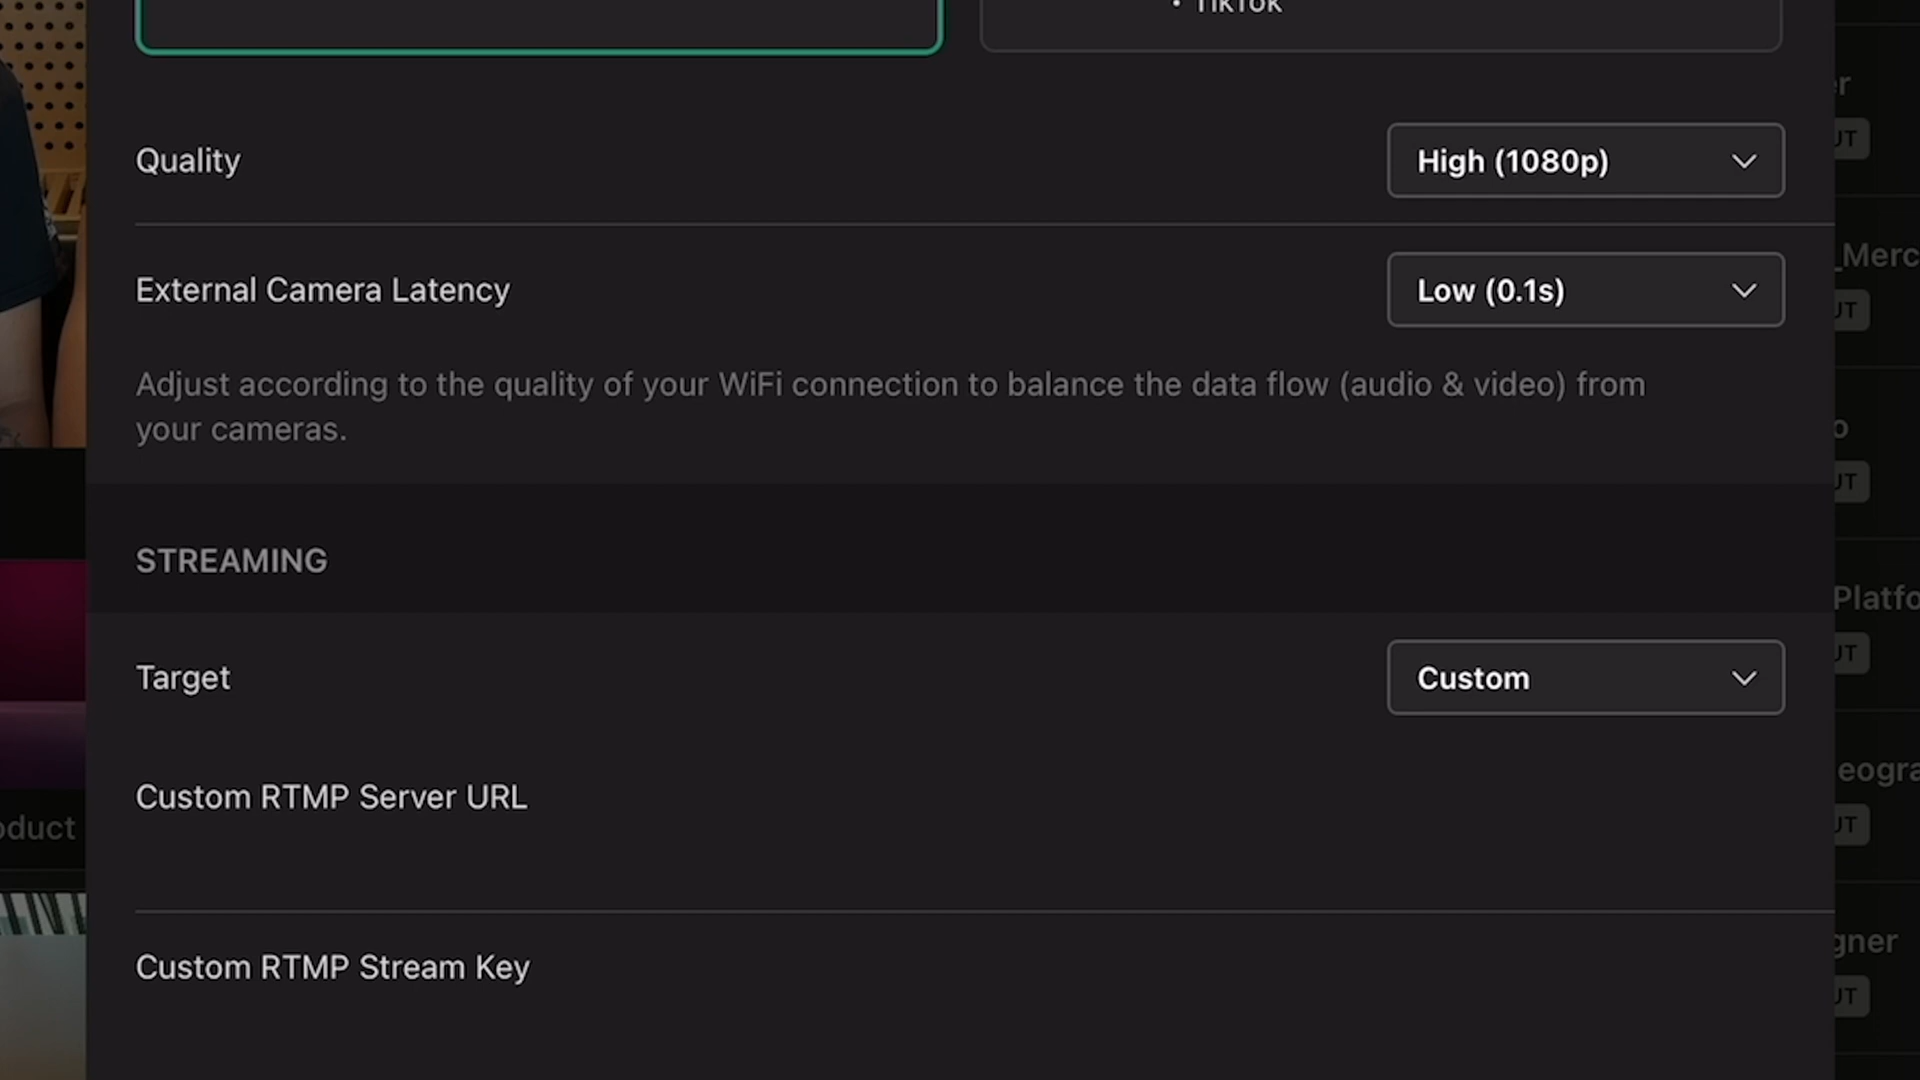 • TikTok
Quality
High (1080p)
External Camera Latency
Low (0.1s)
Adjust according to the quality of your WiFi connection to balance the data flow (audio & video) from
your cameras.
STREAMING
Target
Custom
Custom RTMP Server URL
Custom RTMP Stream Key